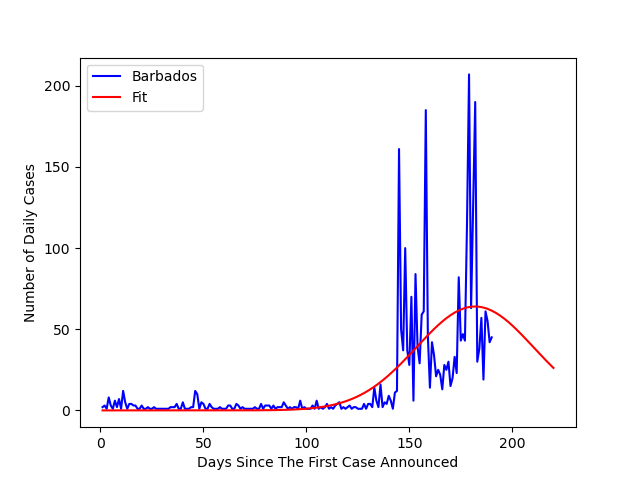 Barbados
Fit
Number of Daily Cases
200
150
100
50
0
0 50 100 150 200
Days Since The First Case Announced